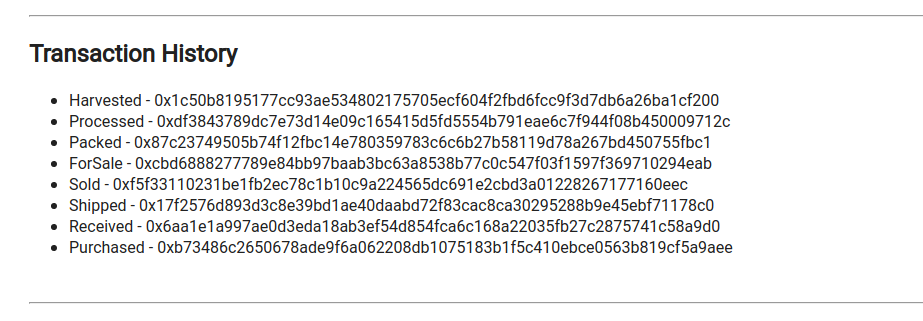 Transaction History
Harvested - 0x1c50b8195177cc93ae534802175705ecf604f2fbd6fcc9f3d7db6a26ba1cf200
Processed - 0xdf3843789dc7e73d14e09c165415d5fd5554b791eae6c7f944f08b450009712c
Packed - 0x87c23749505b74f12fbc14e780359783c6c6b27b58119d78a267bd450755fbc1
ForSale - 0xcbd6888277789e84bb97baab3bc63a8538b77c0c547f03f1597f369710294eab
Sold - 0xf5f33110231be1fb2ec78c1b10c9a224565dc691e2cbd3a01228267177160eec
Shipped - 0x17f2576d893d3c8e39bd1ae40daabd72f83cac8ca30295288b9e45ebf71178c0
Received - 0x6aa1e1a997ae0d3eda18ab3ef54d854fca6c168a22035fb27c2875741c58a9d0
Purchased - 0xb73486c2650678ade9f6a062208db1075183b1f5c410ebce0563b819cf5a9aee